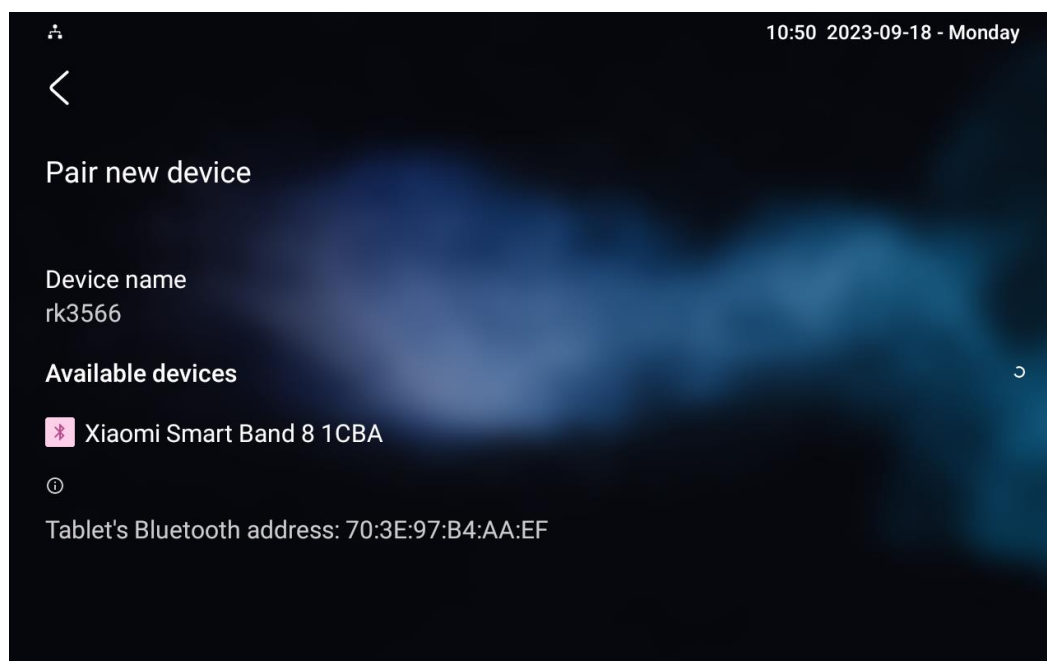 10:50 2023-09-18 - Monday
Pair new device
Device name
rk3566
Available devices
Xiaomi Smart Band 8 1CBA
Tablet's Bluetooth address: 70:3E:97:B4:AA:EF